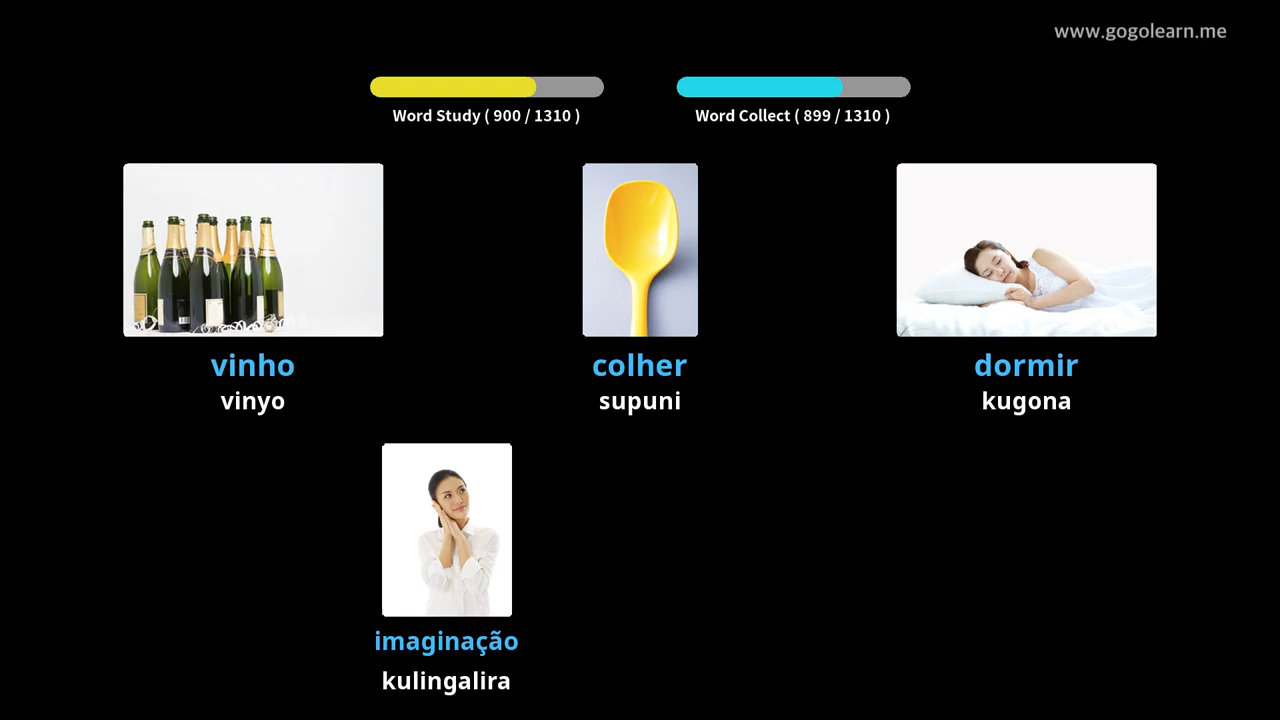 www.gogolearn.me
Word Study ( 900 / 1310 )
Word Collect ( 899 / 1310 )
vinho
vinyo
colher
supuni
dormir
kugona
imaginação
kulingalira